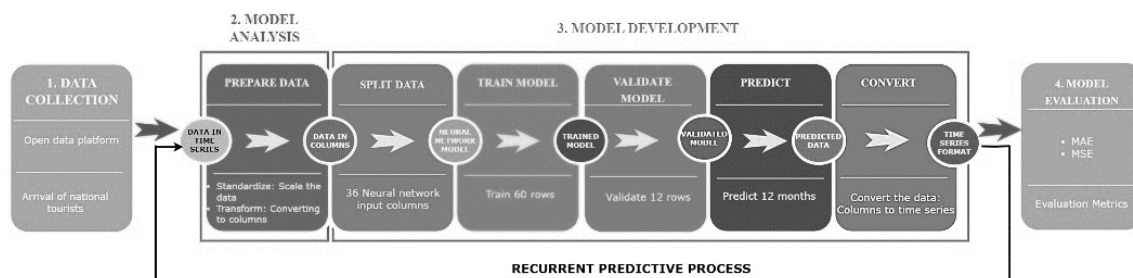 2. MODEL
ANALYSIS
3. MODEL DEVELOPMENT
1. DATA
COLLECTION
Open data platform
Arrival of national
tourists
DATA IN
TIME
SERIES
PREPARE DATA
• Standardize: Scale the
data
• Transform: Converting
to columns
DATA IN
COLUMNS
SPLIT DATA
36 Neural network
input columns
NEURAL
NETWORK
MODEL
TRAIN MODEL
Train 60 rows
TRAINED
MODEL
VALIDATE
MODEL
Validate 12 rows
VALIDATED
MODEL
PREDICT
Predict 12 months
PREDICTED
DATA
CONVERT
Convert the data:
Columns to time series
TIME
SERIES
FORMAT
4. MODEL
EVALUATION
• MAE
• MSE
Evaluation Metrics
RECURRENT PREDICTIVE PROCESS